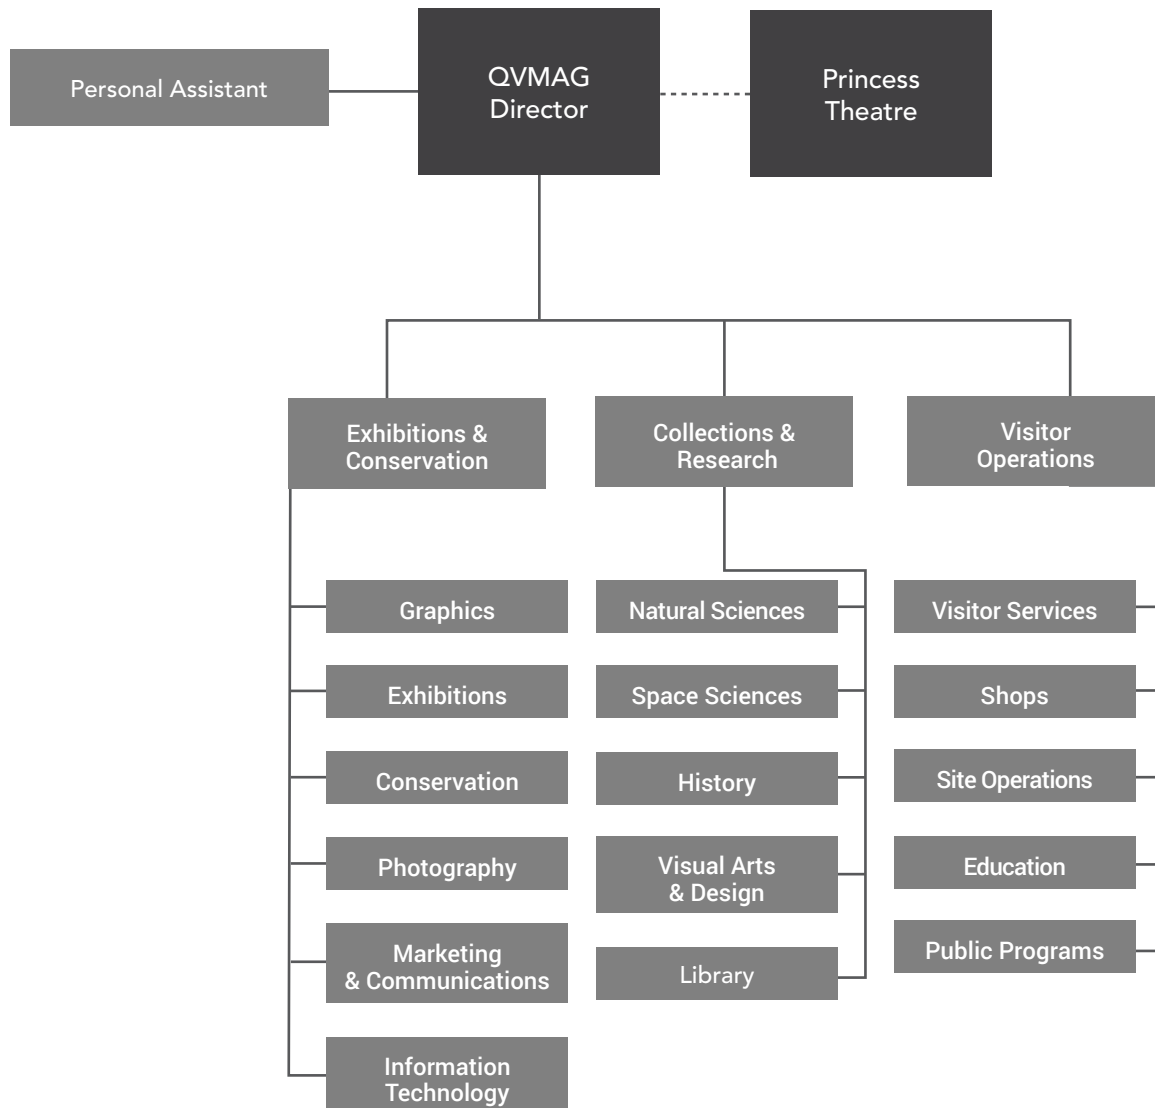 Personal Assistant
QVMAG
Director
Princess
Theatre
Exhibitions &
Conservation
Collections &
Research
Visitor
Operations
Graphics
Exhibitions
Conservation
Photography
Marketing
& Communications
Information
Technology
Natural Sciences
Space Sciences
History
Visual Arts
& Design
Library
Visitor Services
Shops
Site Operations
Education
Public Programs